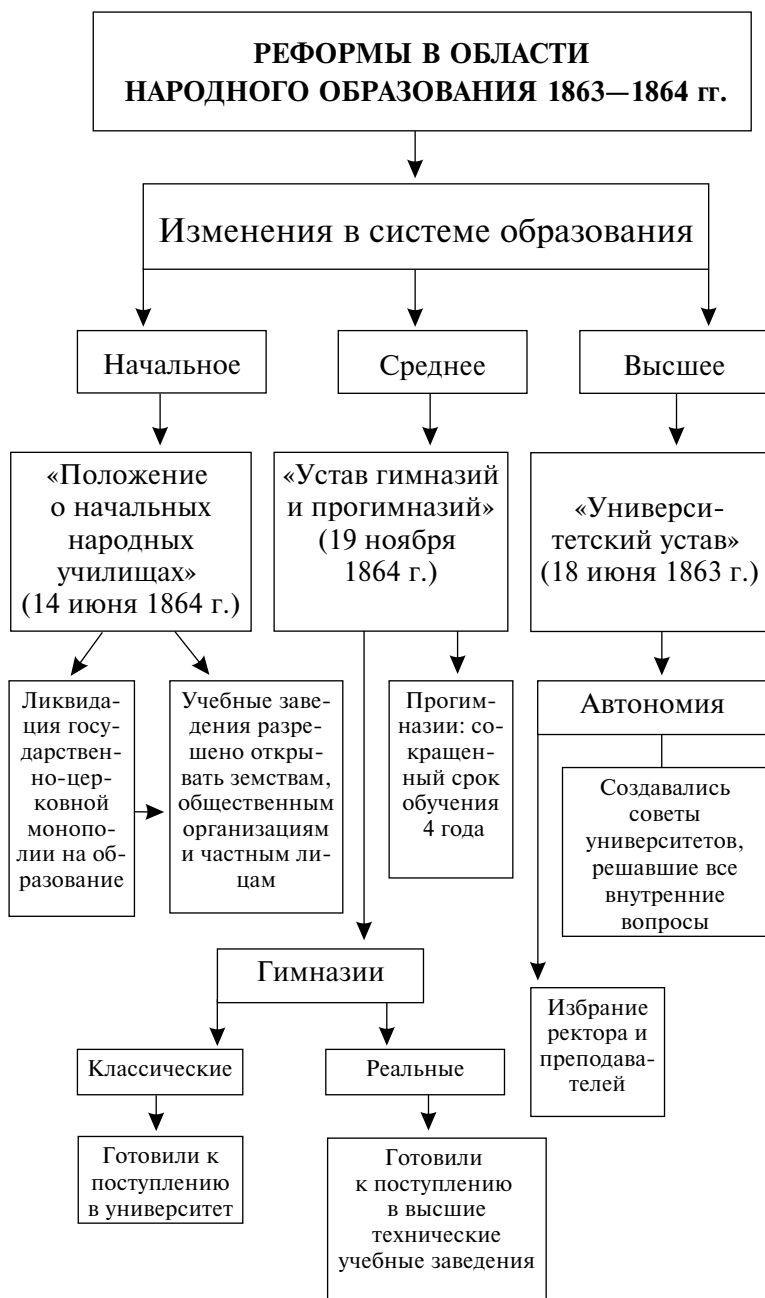 РЕФОРМЫ В ОБЛАСТИ
НАРОДНОГО ОБРАЗОВАНИЯ 1863—1864 гг.
Изменения в системе образования
Начальное
Среднее
Высшее
«Положение
о начальных
народных
училищах»
(14 июня 1864 г.)
«Устав гимназий
и прогимназий»
(19 ноября
1864 г.)
«Универси-
тетский устав»
(18 июня 1863 г.)
Ликвида-
ция госу-
дарствен-
но-цер-
ковной
монопо-
лии на об-
разование
Учебные заве-
дения разре-
шено откры-
вать земствам,
общественным
организациям
и частным ли-
цам
Прогим-
назии: со-
кращен-
ный срок
обучения
4 года
Автономия
Создавались
советы
университетов,
решавшие все
внутренние
вопросы
Гимназии
Избрание
ректора и
преподава-
телей
Классические
Реальные
Готовили к
поступлению
в университет
Готовили
к поступлению
в высшие
технические
учебные заведения